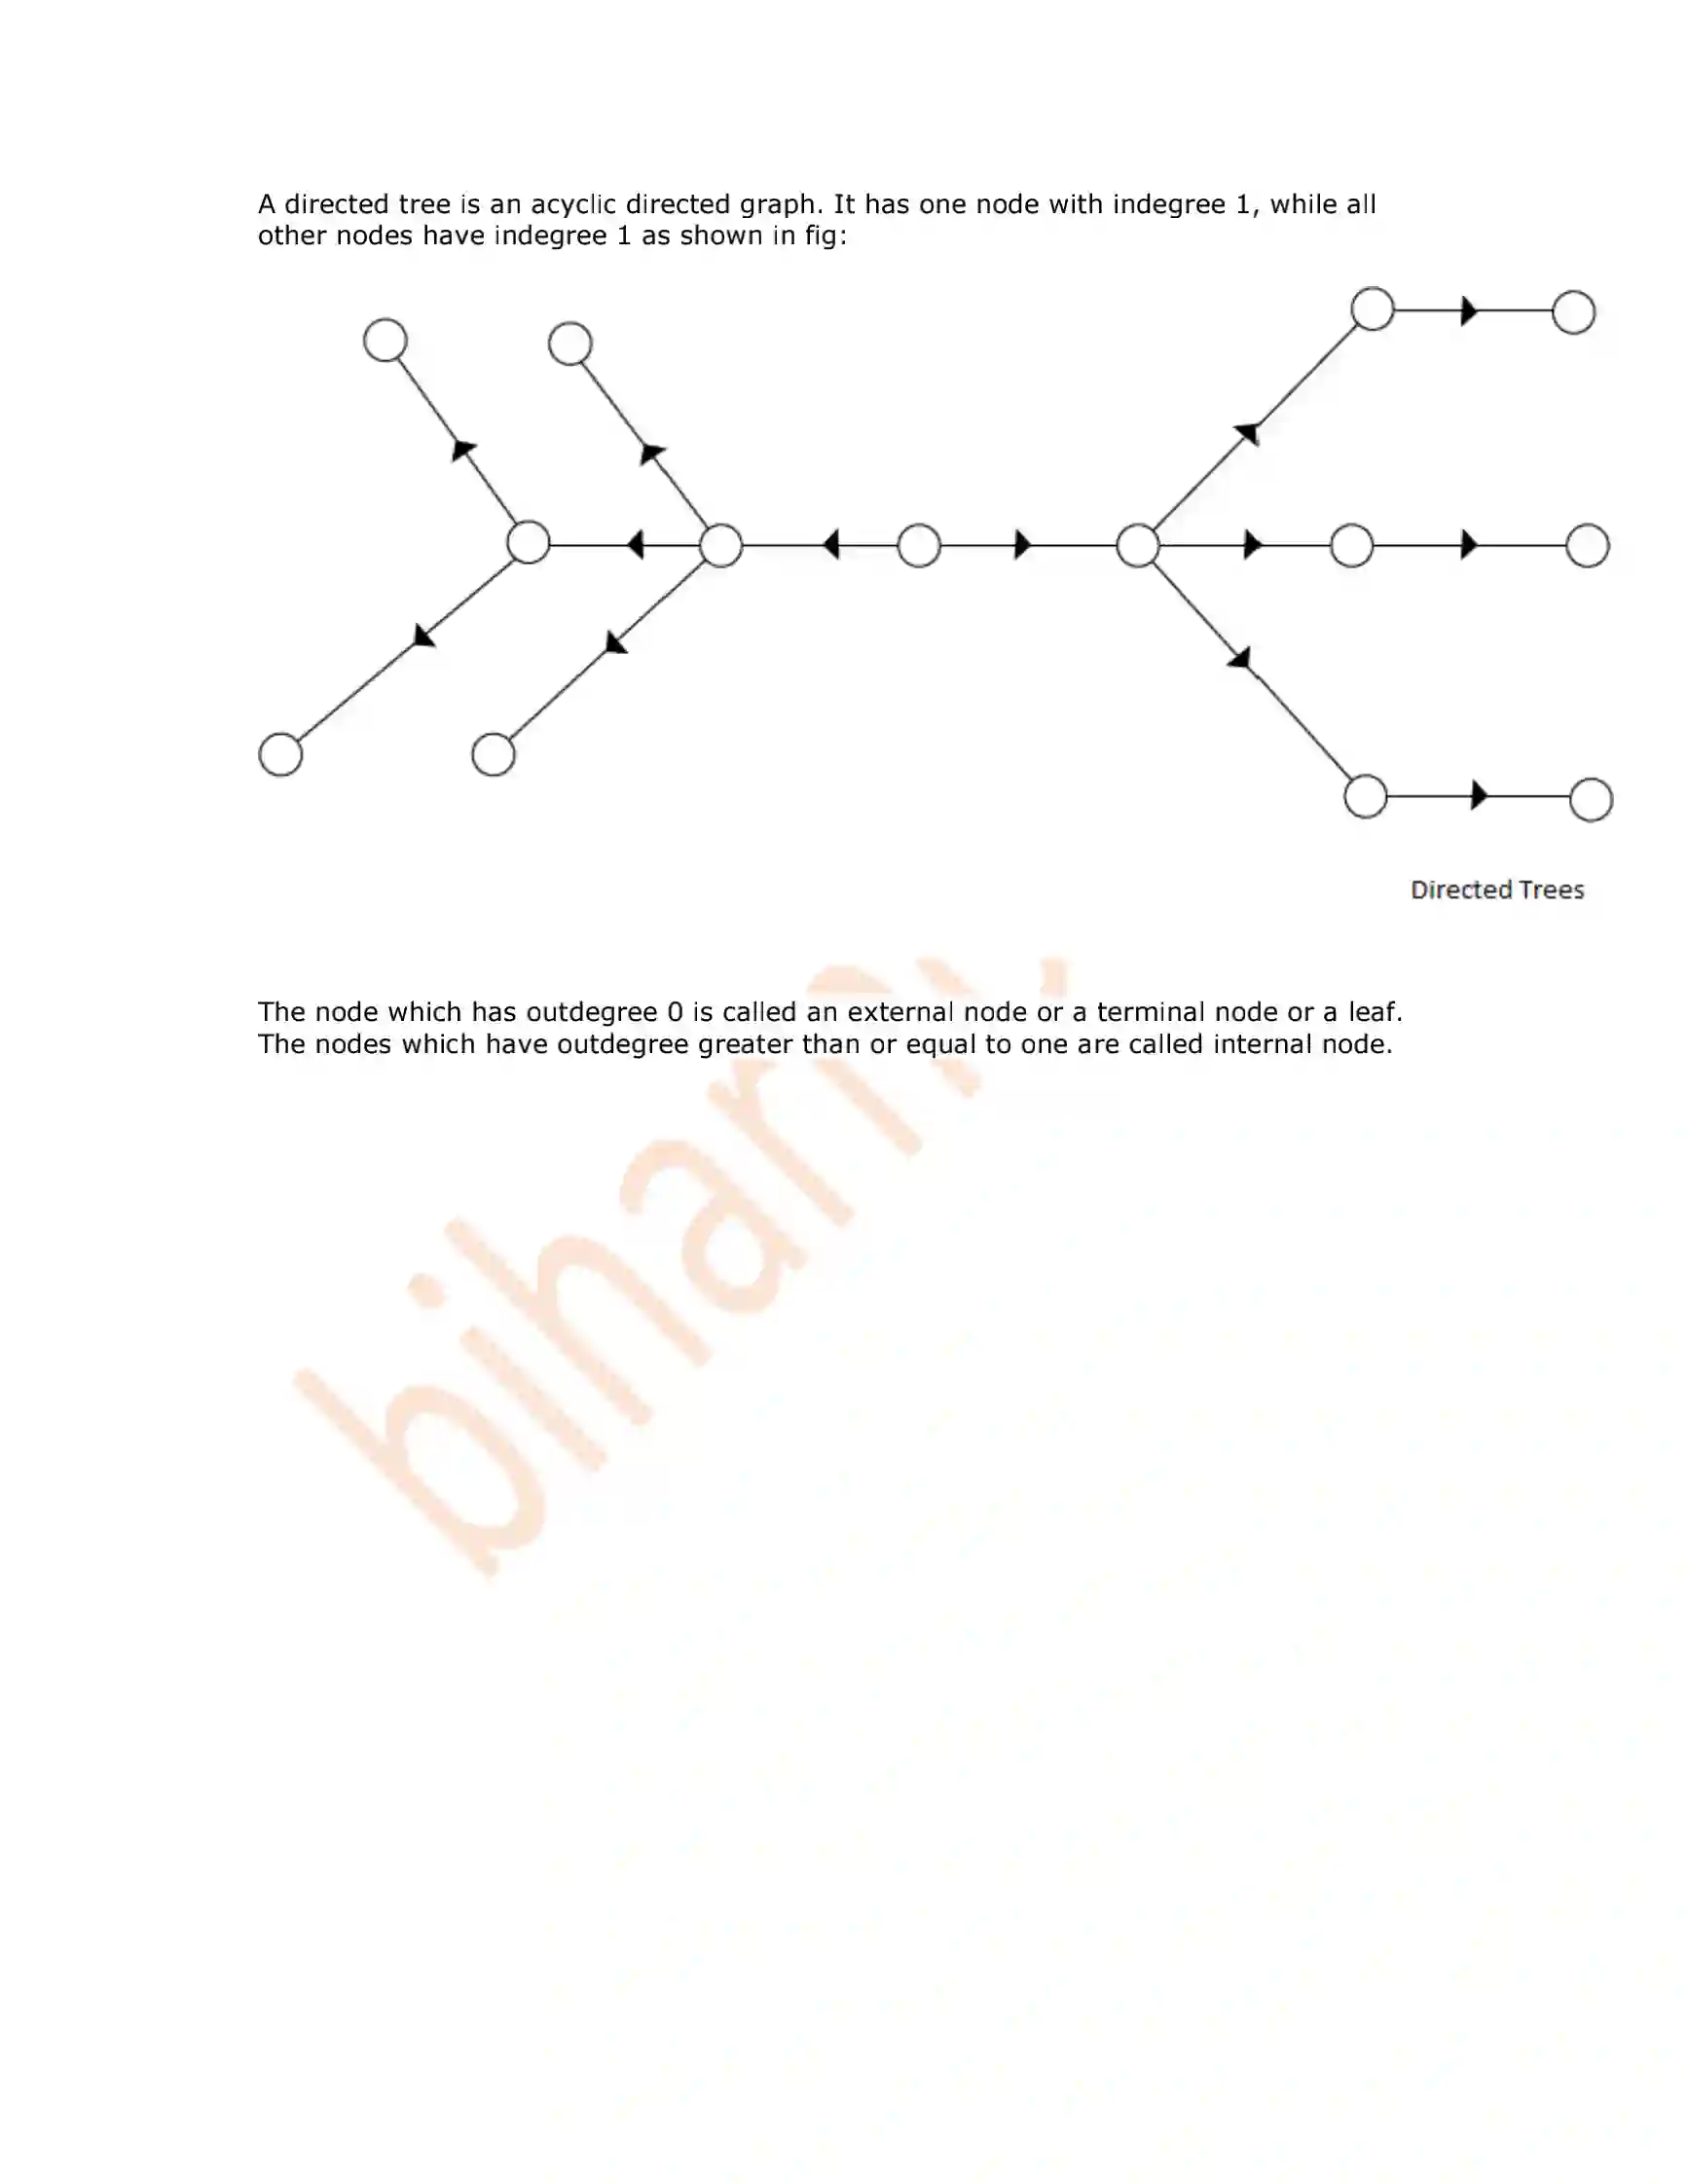 A directed tree is an acyclic directed graph. It has one node with indegree 1, while all
other nodes have indegree 1 as shown in fig:
Directed Trees
The node which has outdegree 0 is called an external node or a terminal node or a leaf.
The nodes which have outdegree greater than or equal to one are called internal node.